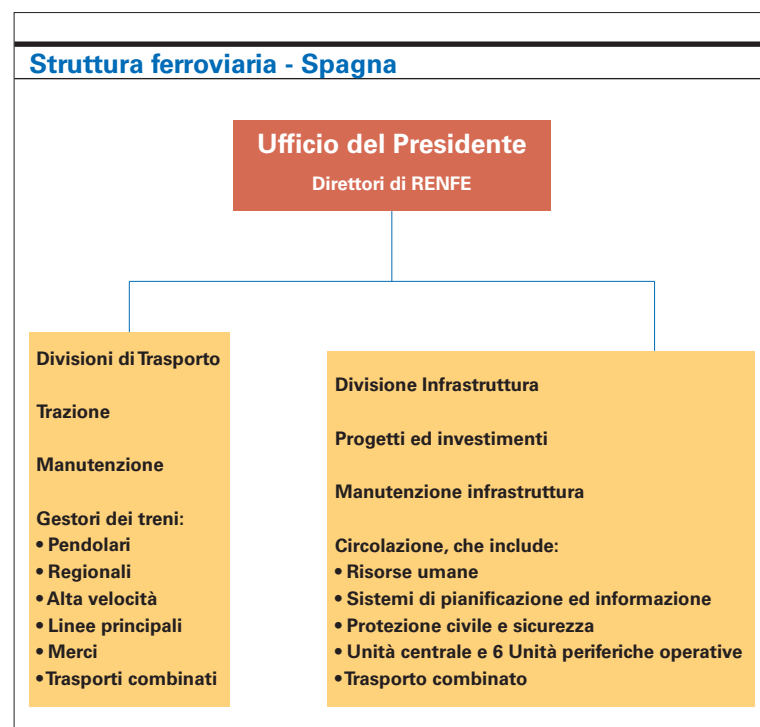 Struttura ferroviaria - Spagna
Ufficio del Presidente
Direttori di RENFE
Divisioni di Trasporto
Trazione
Manutenzione
Gestori dei treni:
• Pendolari
• Regionali
• Alta velocità
• Linee principali
• Merci
• Trasporti combinati
Divisione Infrastruttura
Progetti ed investimenti
Manutenzione infrastruttura
Circolazione, che include:
• Risorse umane
• Sistemi di pianificazione ed informazione
• Protezione civile e sicurezza
• Unità centrale e 6 Unità periferiche operative
• Trasporto combinato